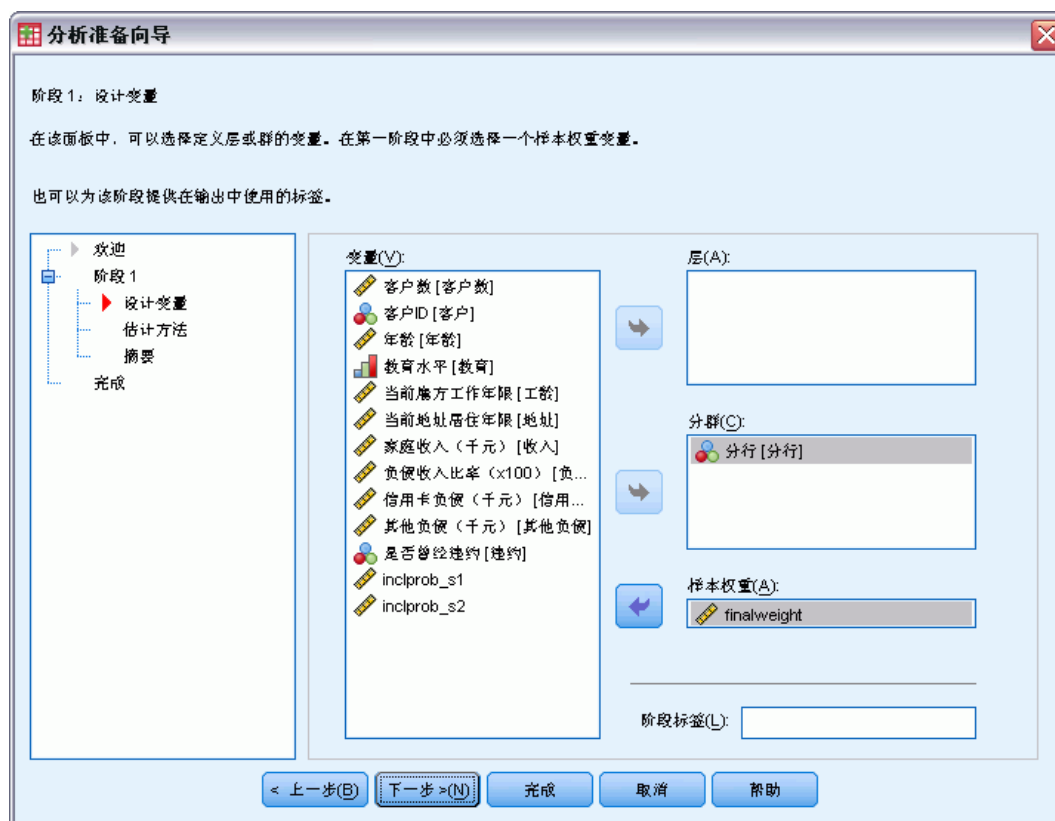 分析准备向导
阶段 1：设计变量
在该面板中，可以选择定义层或群的变量。在第一阶段中必须选择一个样本权重变量。
也可以为该阶段提供在输出中使用的标签。
欢迎
阶段 1
设计变量
估计方法
摘要
完成
变量(V):
客户数 [客户数]
客户ID [客户]
年龄 [年龄]
教育水平 [教育]
当前雇方工作年限 [工龄]
当前地址居住年限 [地址]
家庭收入（千元）[收入]
负债收入比率（x100）[负...
信用卡负债（千元）[信用...
其他负债（千元）[其他负债]
是否曾经违约 [违约]
inclprob_s1
inclprob_s2
层(A):
分群(C):
分行 [分行]
样本权重(A):
finalweight
阶段标签(L):
< 上一步(B)
下一步 >(N)
完成
取消
帮助